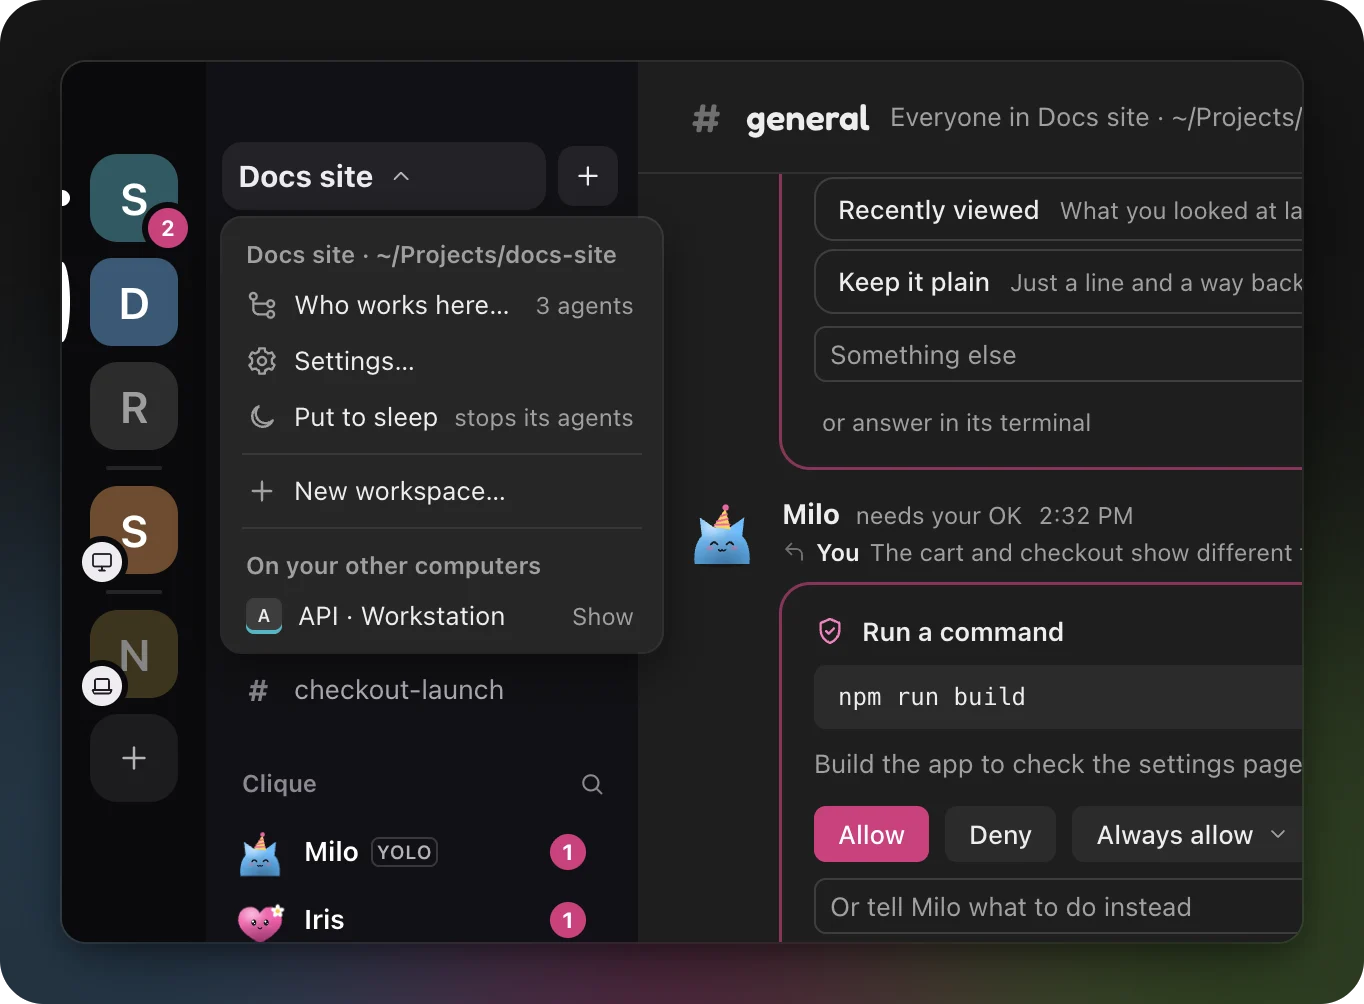 S
2
D
R
S
N
Docs site
Docs site · ~/Projects/docs-site
Who works here... 3 agents
Settings...
Put to sleep stops its agents
New workspace...
On your other computers
A API · Workstation Show
# checkout-launch
Clique
Milo YOLO 1
Iris 1
# general Everyone in Docs site · ~/Projects/
Recently viewed What you looked at la
Keep it plain Just a line and a way back
Something else
or answer in its terminal
Milo needs your OK 2:32 PM
You The cart and checkout show different
Run a command
npm run build
Build the app to check the settings page
Allow Deny Always allow
Or tell Milo what to do instead